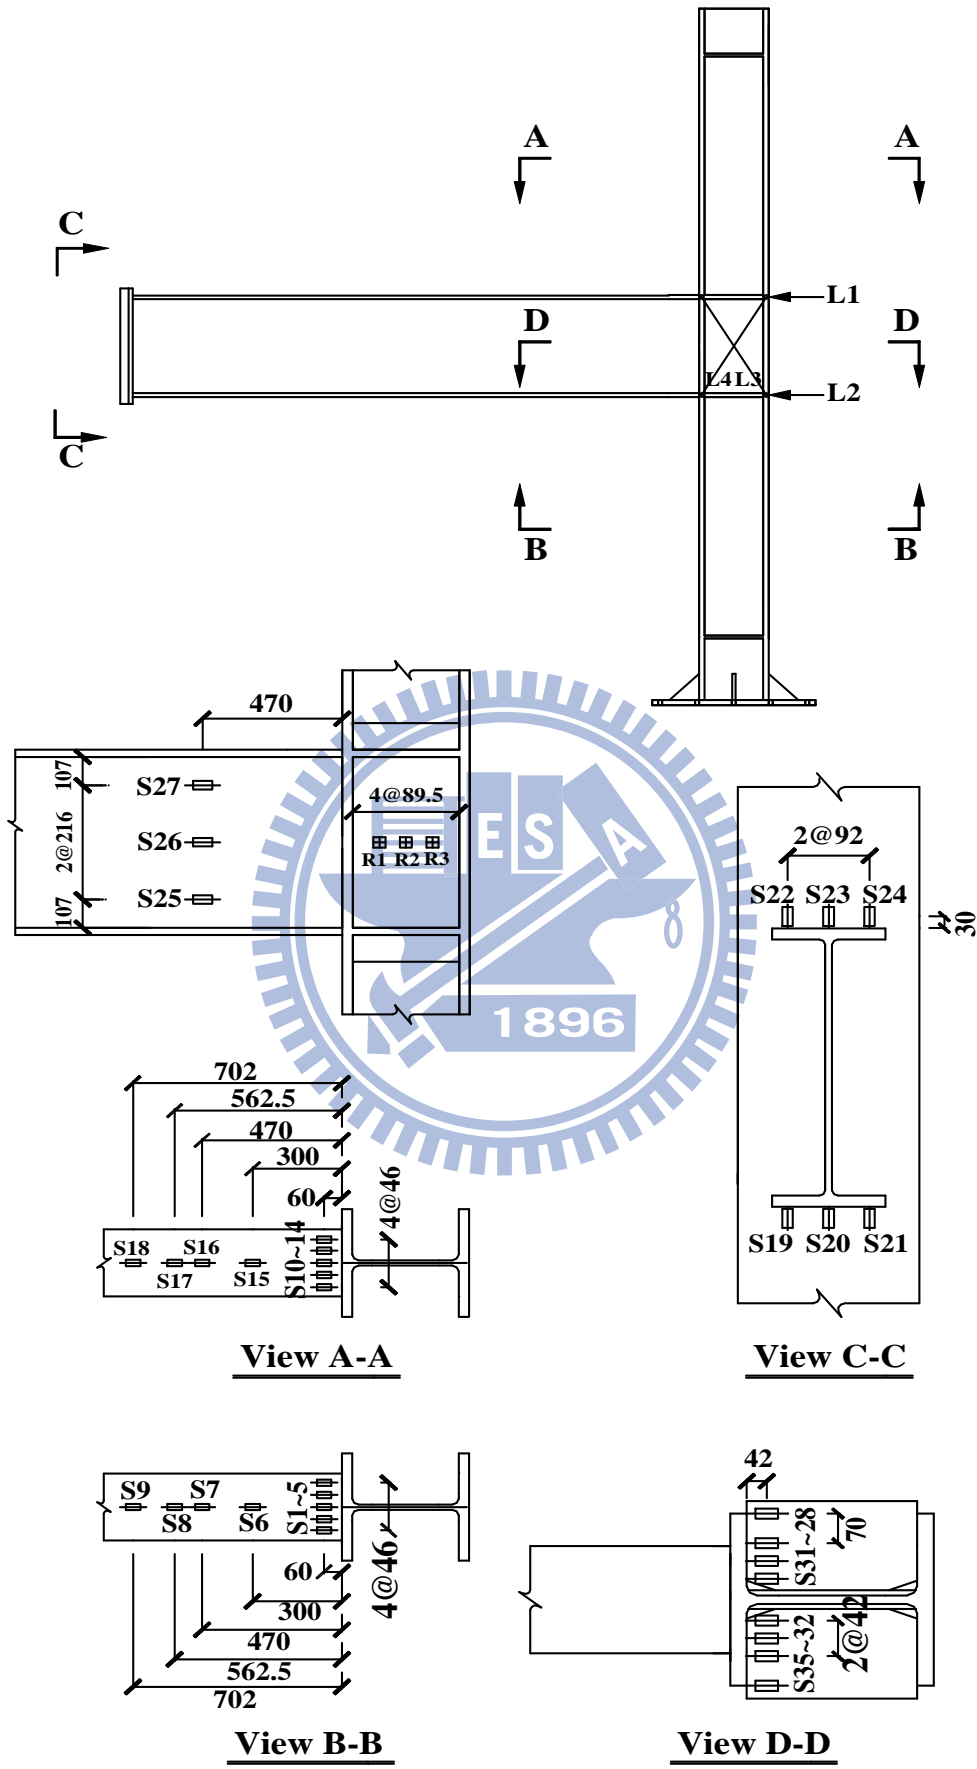 A A
C
L1
D D
L4 L3
L2
C
B B
470
107
S27
4@89.5
2@216
S26
R1 R2 R3
S25
107
ESA
1896
2@92
S22 S23 S24
30
S19 S20 S21
View C-C
702
562.5
470
300
60
4@46
S18 S16
S17 S15
S10~14
View A-A
S9 S7
S8 S6
S1~5
60
4@46
300
470
562.5
702
View B-B
42
S31~28
70
S35~32
2@42
View D-D